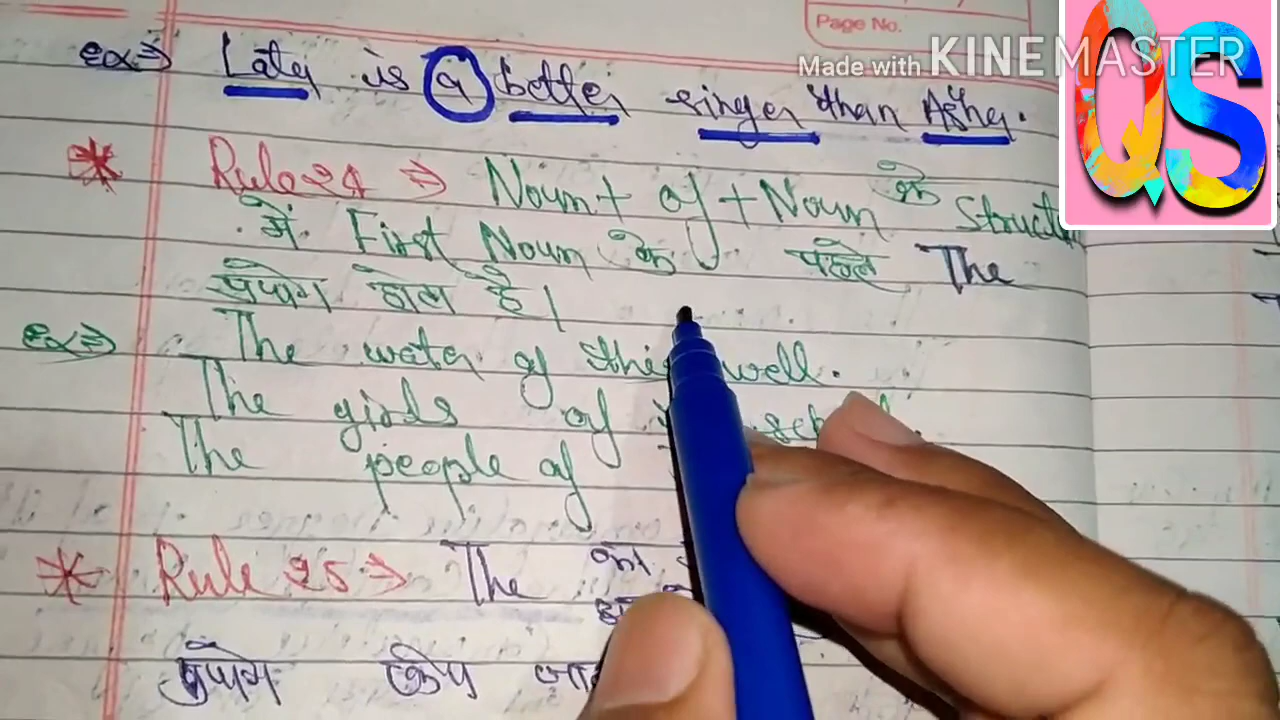 Page No.
Made with KINEMASTER
QS
Ex⇒ Lata is a better singer than Asha.
* Rule 24 ⇒ Noun + of + Noun के
में First Noun के पहले The
प्रयोग होता है।
Ex⇒ The water of this well.
The girls of
The people of
* Rule 25 ⇒ The का
प्रयोग किया